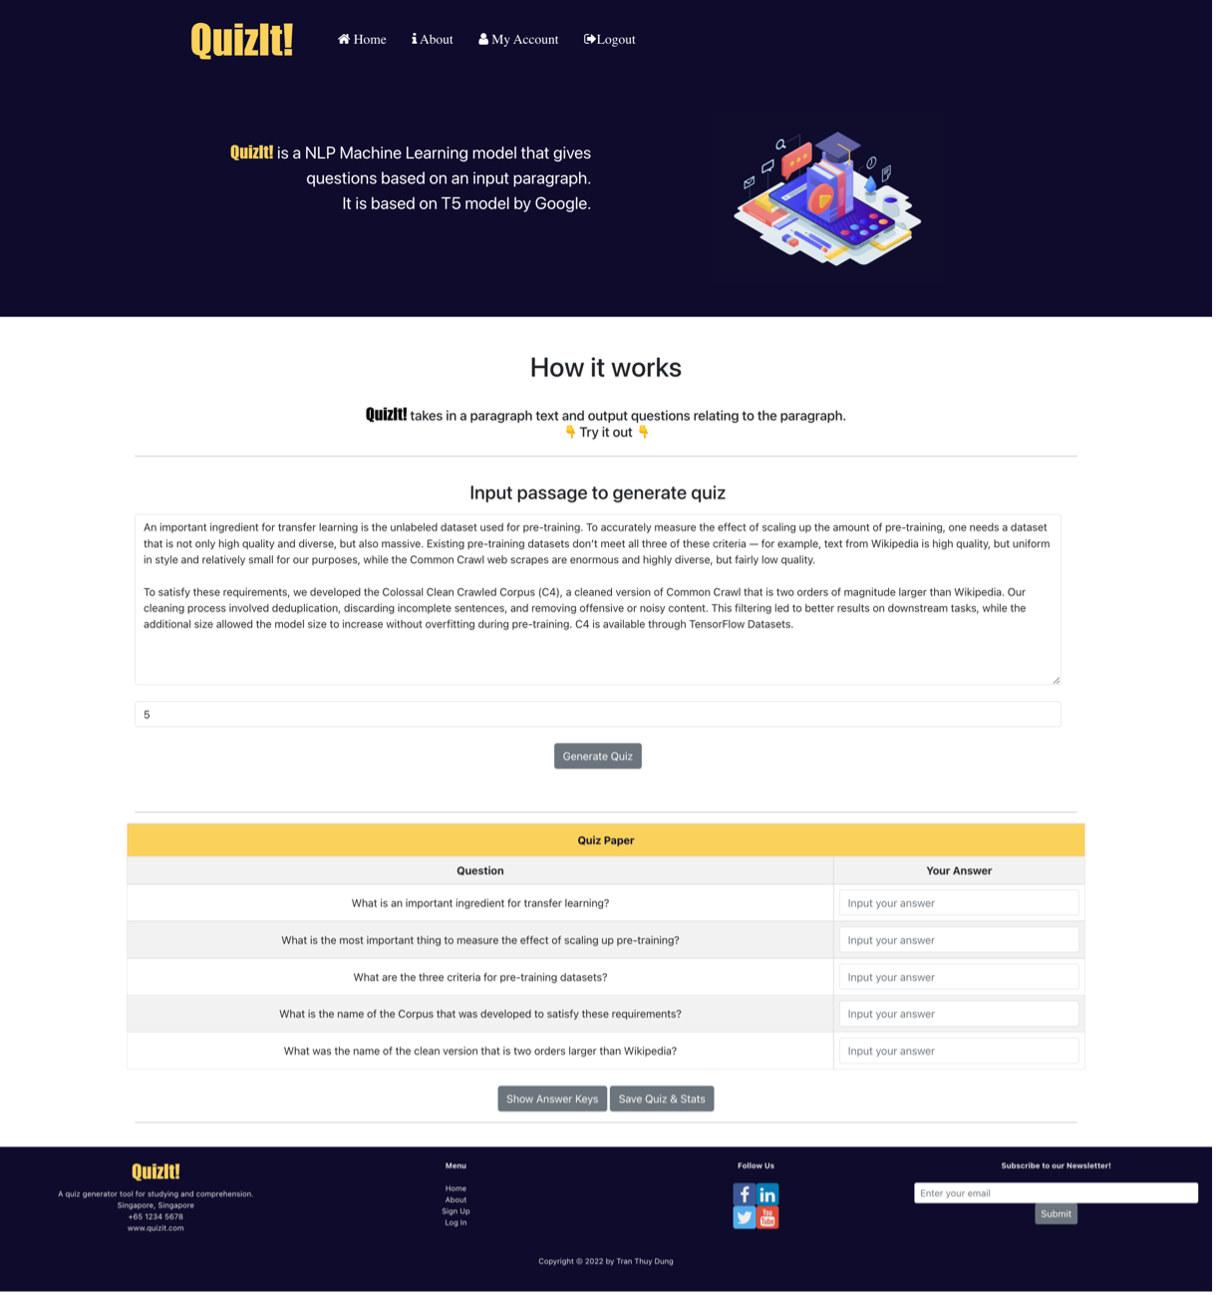 QuizIt!
Home
About
My Account
Logout
QuizIt! is a NLP Machine Learning model that gives
questions based on an input paragraph.
It is based on T5 model by Google.
How it works
QuizIt! takes in a paragraph text and output questions relating to the paragraph.
👇 Try it out 👇
Input passage to generate quiz
An important ingredient for transfer learning is the unlabeled dataset used for pre-training. To accurately measure the effect of scaling up the amount of pre-training, one needs a dataset
that is not only high quality and diverse, but also massive. Existing pre-training datasets don't meet all three of these criteria — for example, text from Wikipedia is high quality, but uniform
in style and relatively small for our purposes, while the Common Crawl web scrapes are enormous and highly diverse, but fairly low quality.
To satisfy these requirements, we developed the Colossal Clean Crawled Corpus (C4), a cleaned version of Common Crawl that is two orders of magnitude larger than Wikipedia. Our
cleaning process involved deduplication, discarding incomplete sentences, and removing offensive or noisy content. This filtering led to better results on downstream tasks, while the
additional size allowed the model size to increase without overfitting during pre-training. C4 is available through TensorFlow Datasets.
5
Generate Quiz
Quiz Paper
Question
Your Answer
What is an important ingredient for transfer learning?
Input your answer
What is the most important thing to measure the effect of scaling up pre-training?
Input your answer
What are the three criteria for pre-training datasets?
Input your answer
What is the name of the Corpus that was developed to satisfy these requirements?
Input your answer
What was the name of the clean version that is two orders larger than Wikipedia?
Input your answer
Show Answer Keys
Save Quiz & Stats
QuizIt!
A quiz generator tool for studying and comprehension.
Singapore, Singapore
+65 1234 5678
www.quizit.com
Menu
Home
About
Sign Up
Log In
Follow Us
f
in
You
Tube
Subscribe to our Newsletter!
Enter your email
Submit
Copyright © 2022 by Tran Thuy Dung